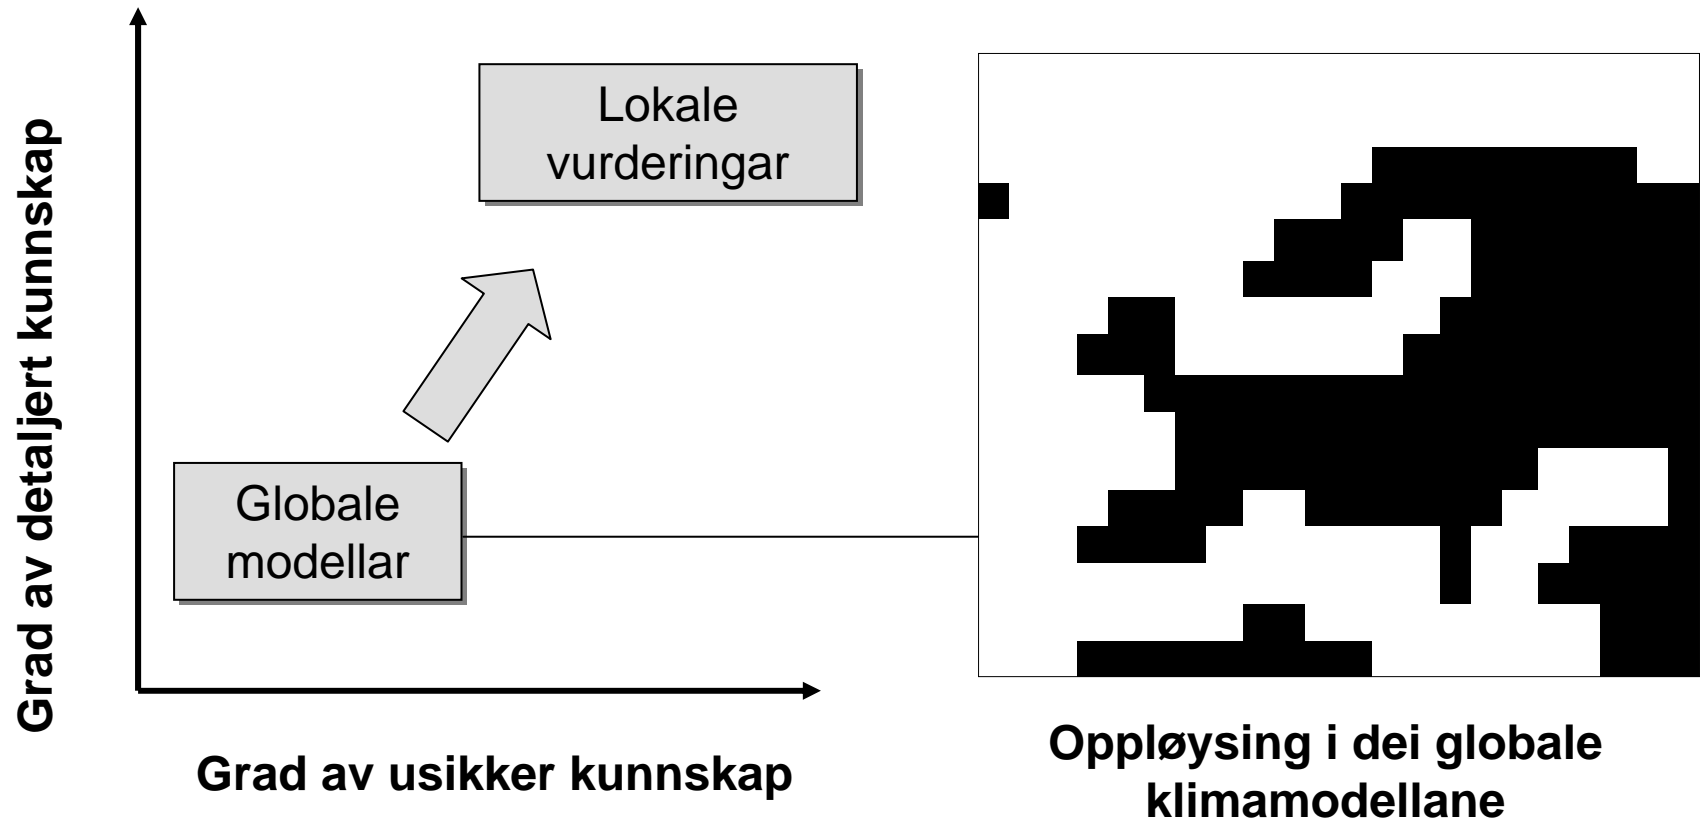 Grad av detaljert kunnskap
Lokale
vurderingar
Globale
modellar
Grad av usikker kunnskap
Oppløysing i dei globale
klimamodellane